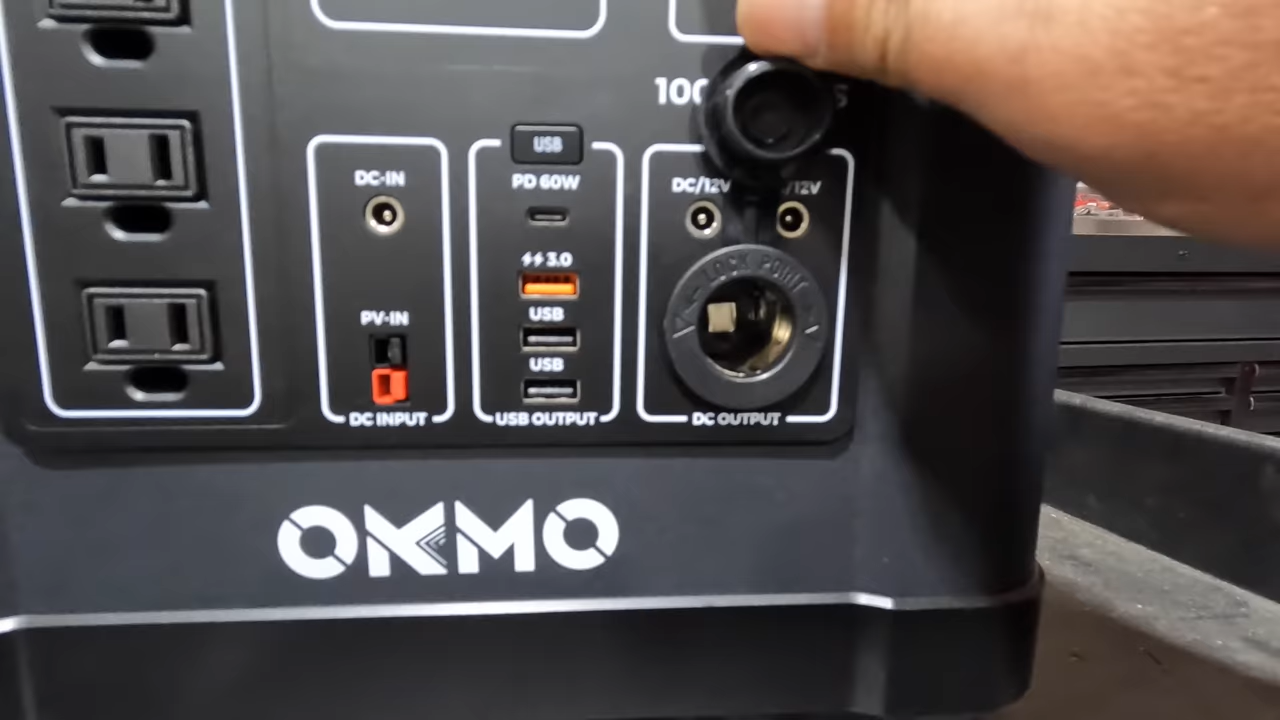 USB
DC-IN
PD 60W
DC/12V
/12V
3.0
PV-IN
USB
USB
LOCK POINT
DC INPUT
USB OUTPUT
DC OUTPUT
OKMO